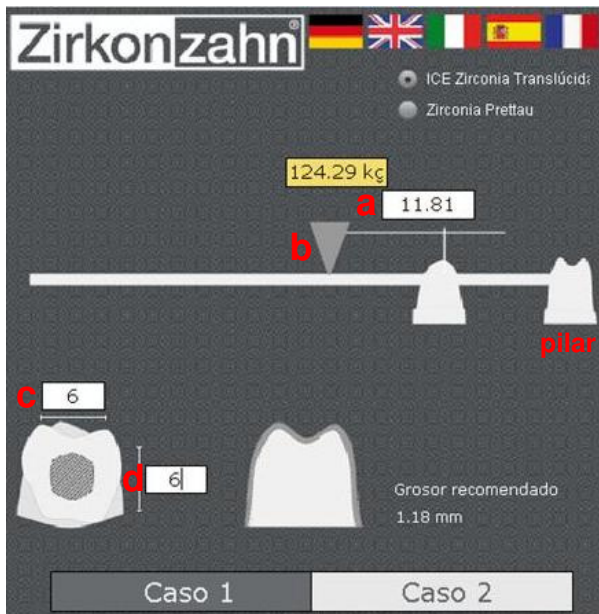 Zirkonzahn®
ICE Zirconia Translúcida
Zirconia Prettau
124.29 kç
a 11.81
b
pilar
c 6
d 6
Grosor recomendado
1.18 mm
Caso 1 Caso 2